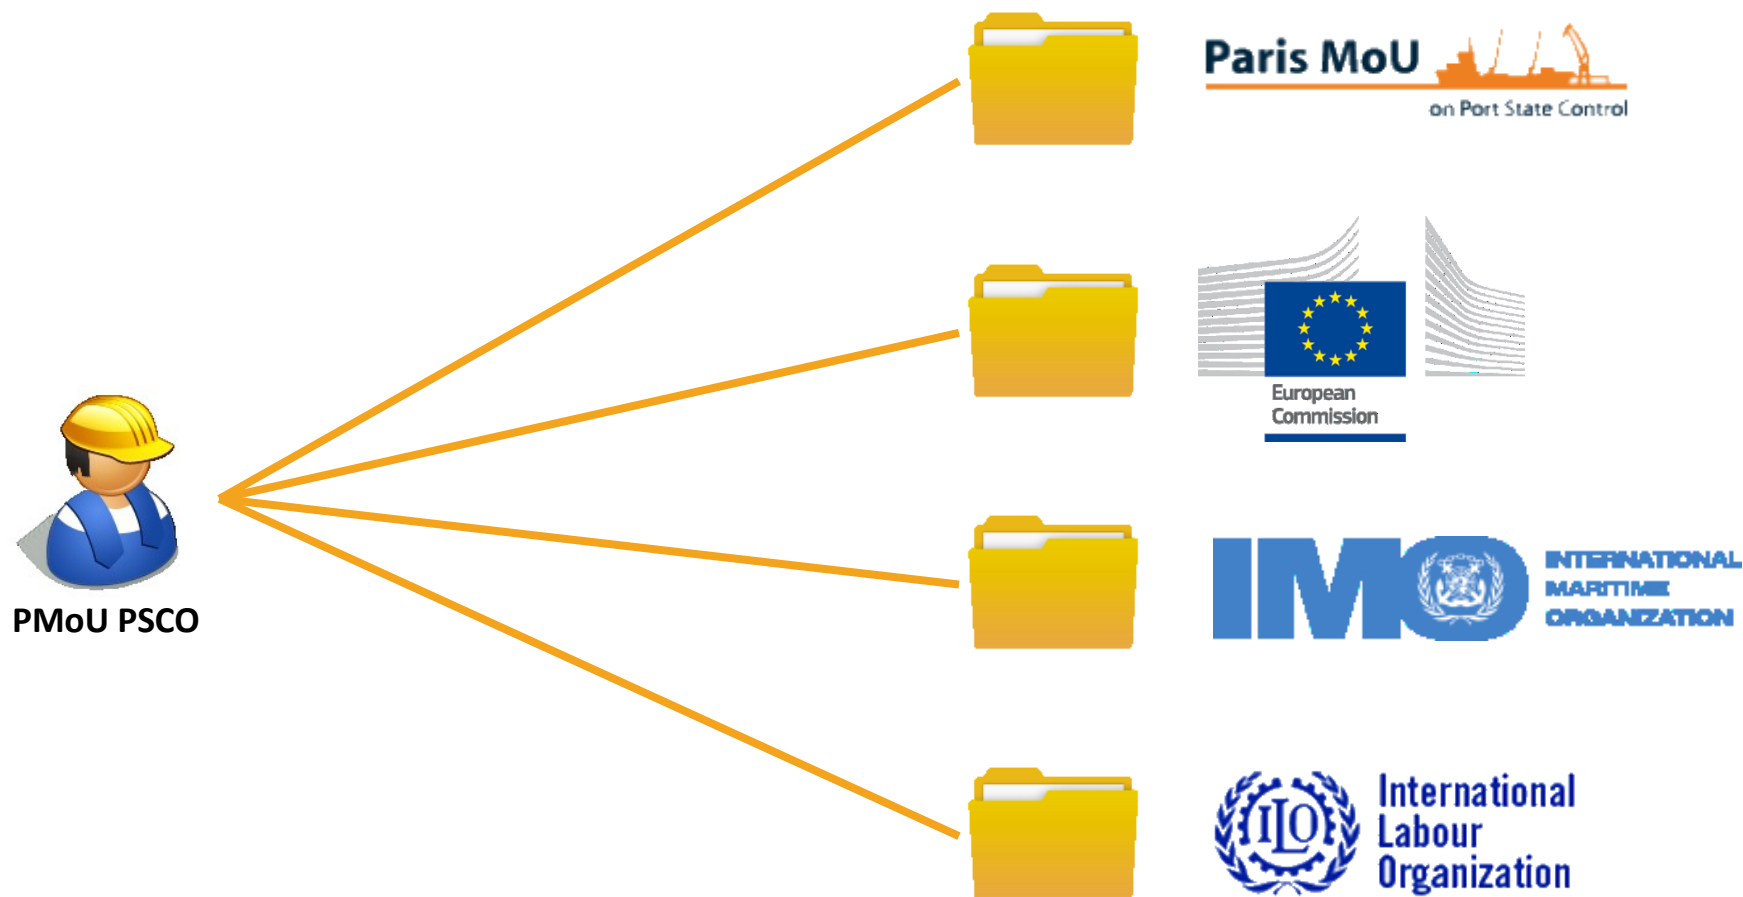 Paris MoU
on Port State Control
European
Commission
PMoU PSCO
IMO
INTERNATIONAL
MARITIME
ORGANIZATION
ILO
International
Labour
Organization